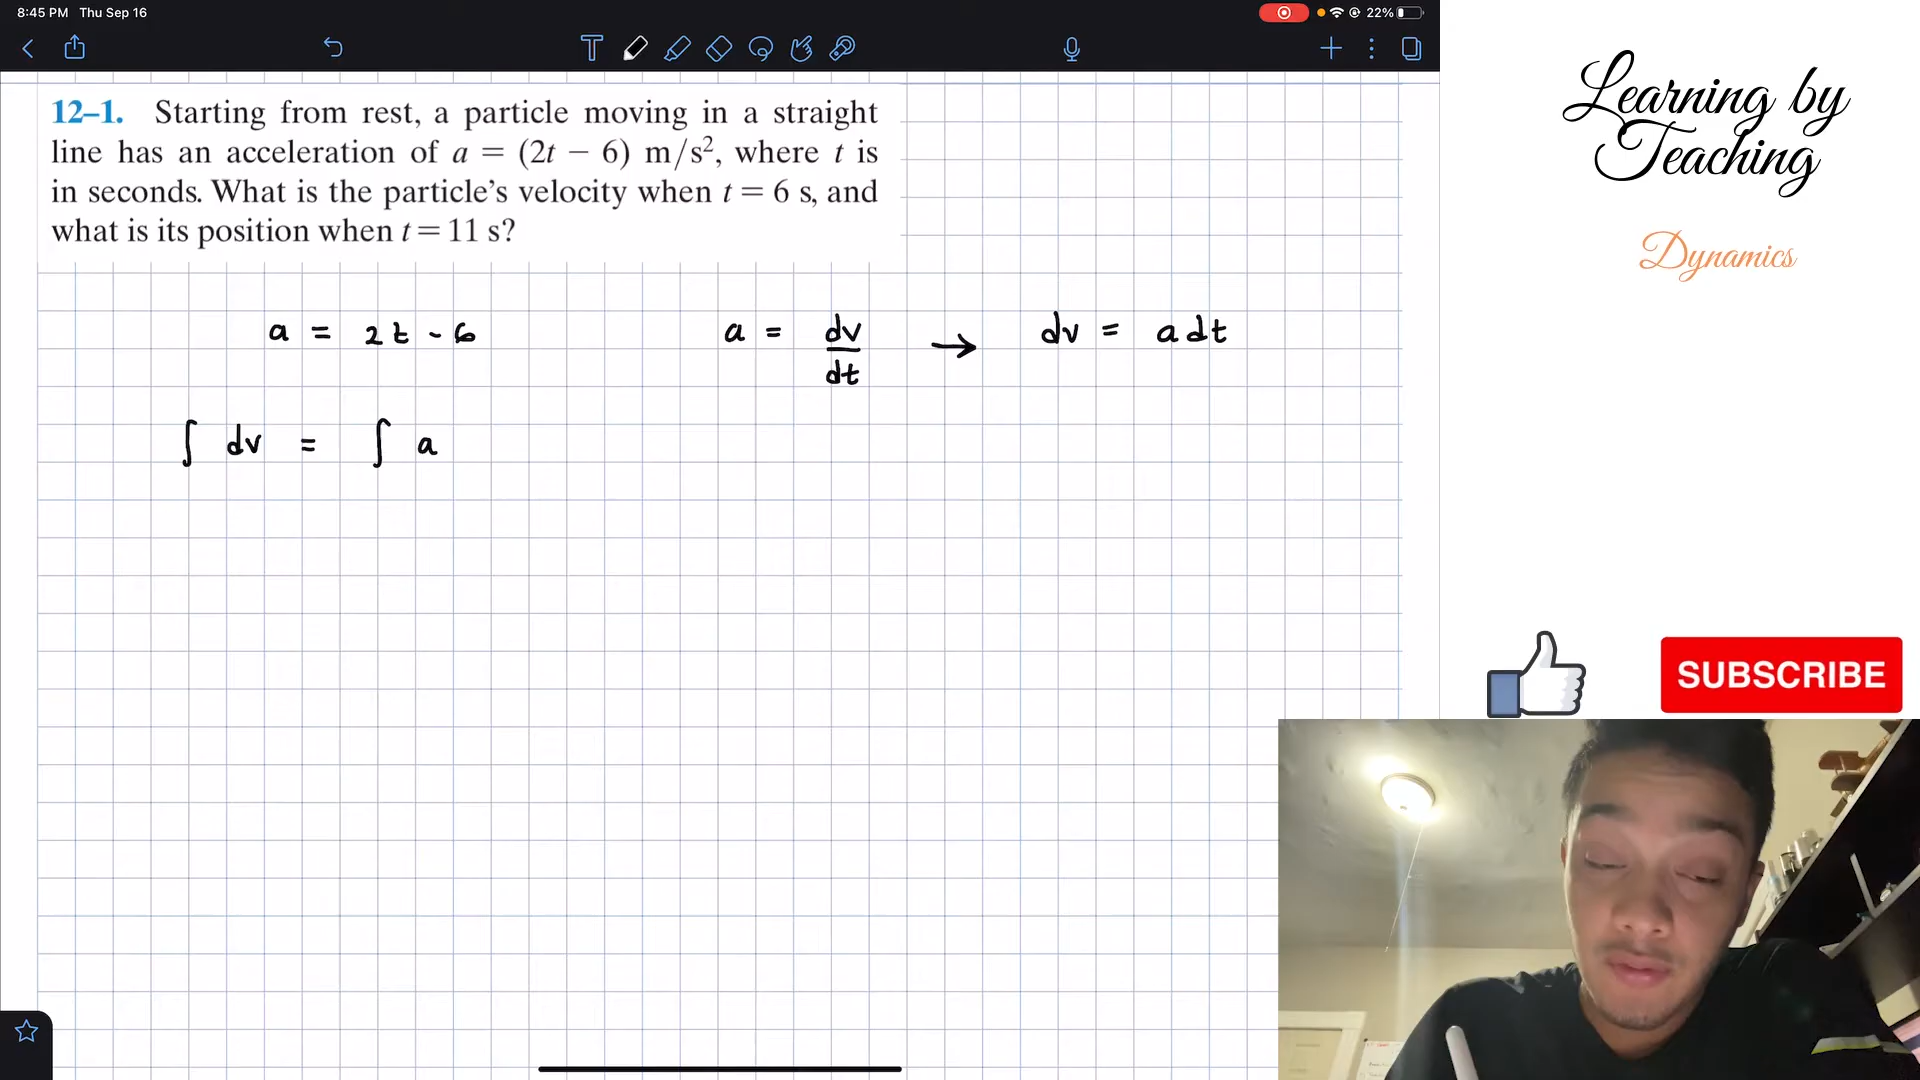 8:45 PM Thu Sep 16
22%
12–1. Starting from rest, a particle moving in a straight
line has an acceleration of a = (2t − 6) m/s², where t is
in seconds. What is the particle's velocity when t = 6 s, and
what is its position when t = 11 s?
a = 2t - 6
a = dv/dt → dv = a dt
∫ dv = ∫ a
Learning by
Teaching
Dynamics
SUBSCRIBE